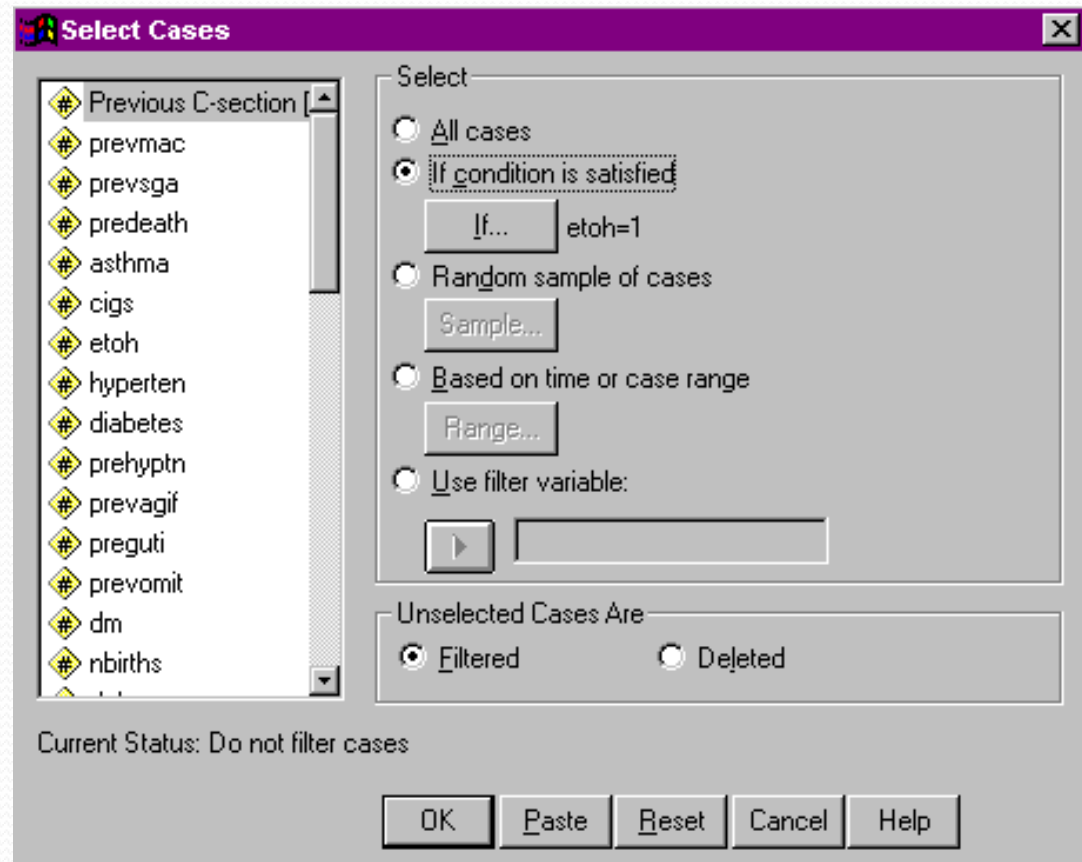 Select Cases
Previous C-section [
prevmac
prevsga
predeath
asthma
cigs
etoh
hyperten
diabetes
prehyptn
prevagif
preguti
prevomit
dm
nbirths
Select
All cases
If condition is satisfied
If... etoh=1
Random sample of cases
Sample...
Based on time or case range
Range...
Use filter variable:
Unselected Cases Are
Filtered Deleted
Current Status: Do not filter cases
OK Paste Reset Cancel Help